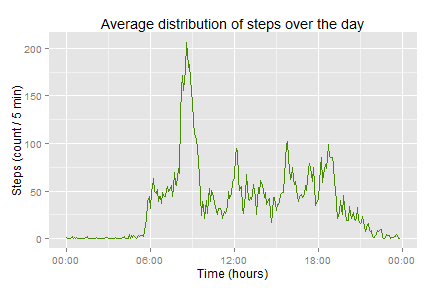 Average distribution of steps over the day
Steps (count / 5 min)
200
150
100
50
0
00:00 06:00 12:00 18:00 00:00
Time (hours)